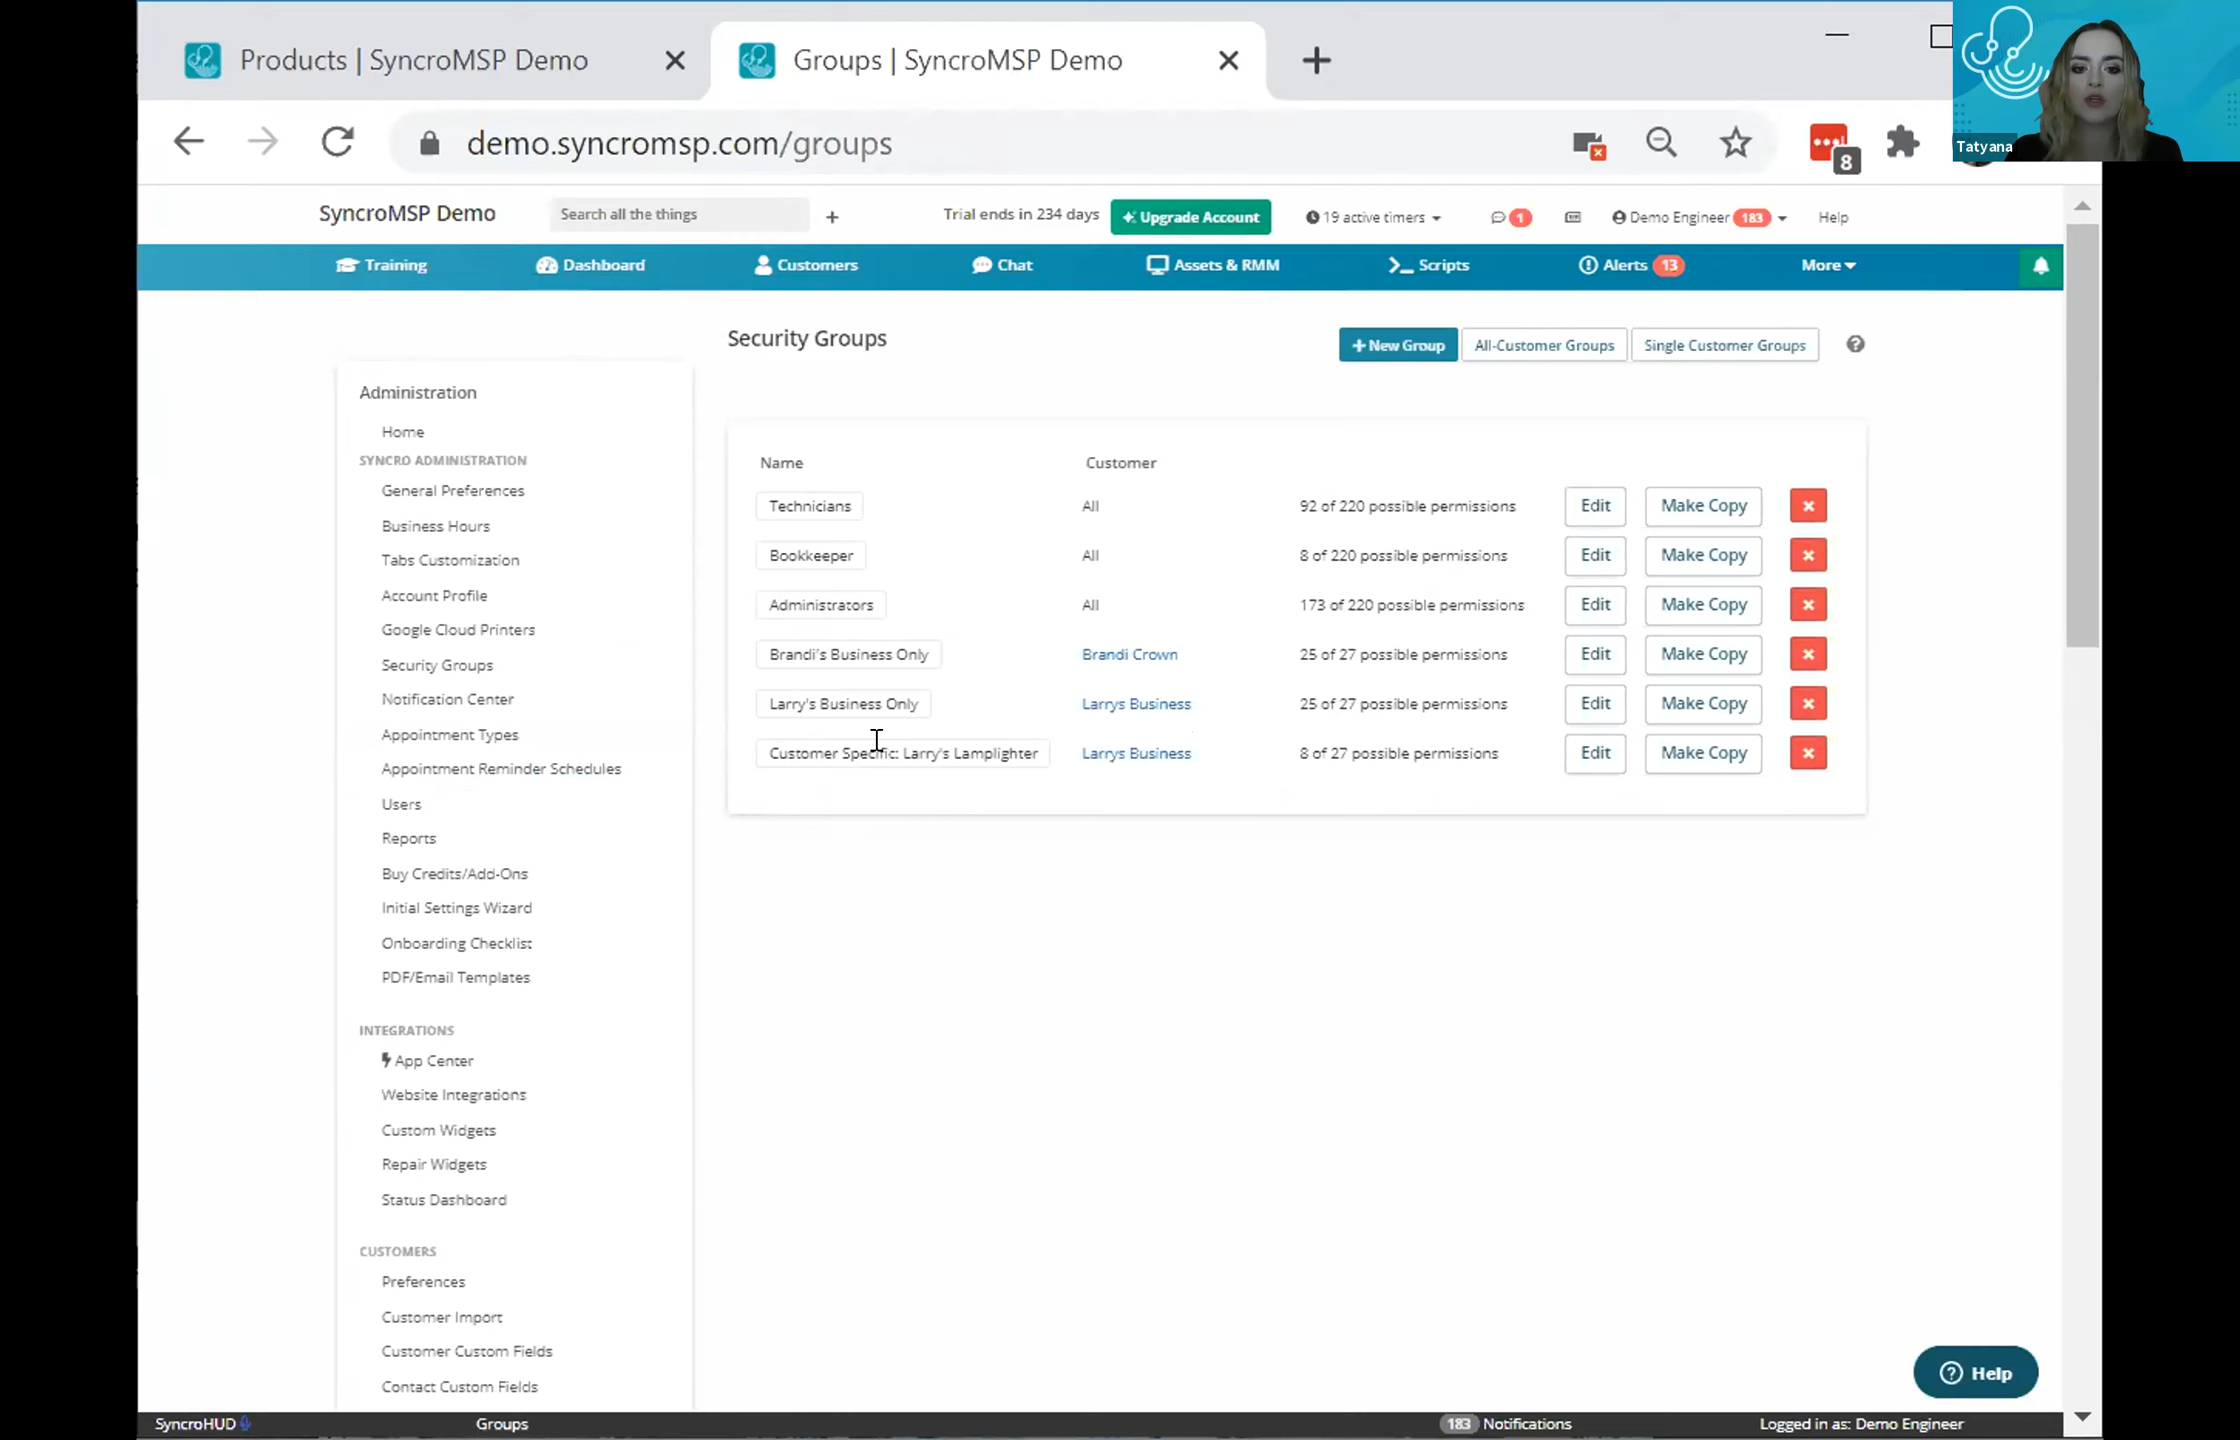 Products | SyncroMSP Demo
Groups | SyncroMSP Demo
demo.syncromsp.com/groups
8
Tatyana
SyncroMSP Demo
Search all the things
+
Trial ends in 234 days
Upgrade Account
19 active timers
1
Demo Engineer 183
Help
Training
Dashboard
Customers
Chat
Assets & RMM
Scripts
Alerts 13
More
Security Groups
+ New Group
All-Customer Groups
Single Customer Groups
Administration
Home
SYNCRO ADMINISTRATION
General Preferences
Business Hours
Tabs Customization
Account Profile
Google Cloud Printers
Security Groups
Notification Center
Appointment Types
Appointment Reminder Schedules
Users
Reports
Buy Credits/Add-Ons
Initial Settings Wizard
Onboarding Checklist
PDF/Email Templates
INTEGRATIONS
App Center
Website Integrations
Custom Widgets
Repair Widgets
Status Dashboard
CUSTOMERS
Preferences
Customer Import
Customer Custom Fields
Contact Custom Fields
Name Customer
Technicians All 92 of 220 possible permissions Edit Make Copy
Bookkeeper All 8 of 220 possible permissions Edit Make Copy
Administrators All 173 of 220 possible permissions Edit Make Copy
Brandi's Business Only Brandi Crown 25 of 27 possible permissions Edit Make Copy
Larry's Business Only Larrys Business 25 of 27 possible permissions Edit Make Copy
Customer Specific: Larry's Lamplighter Larrys Business 8 of 27 possible permissions Edit Make Copy
Help
SyncroHUD
Groups
183 Notifications
Logged in as: Demo Engineer